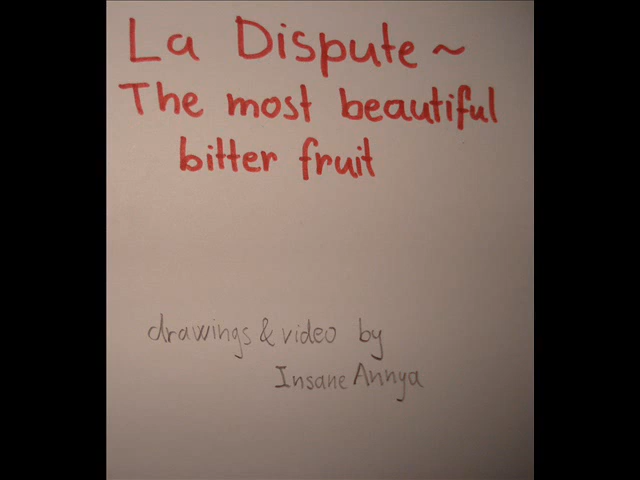 La Dispute ~
The most beautiful
bitter fruit
drawings & video by
Insane Annya